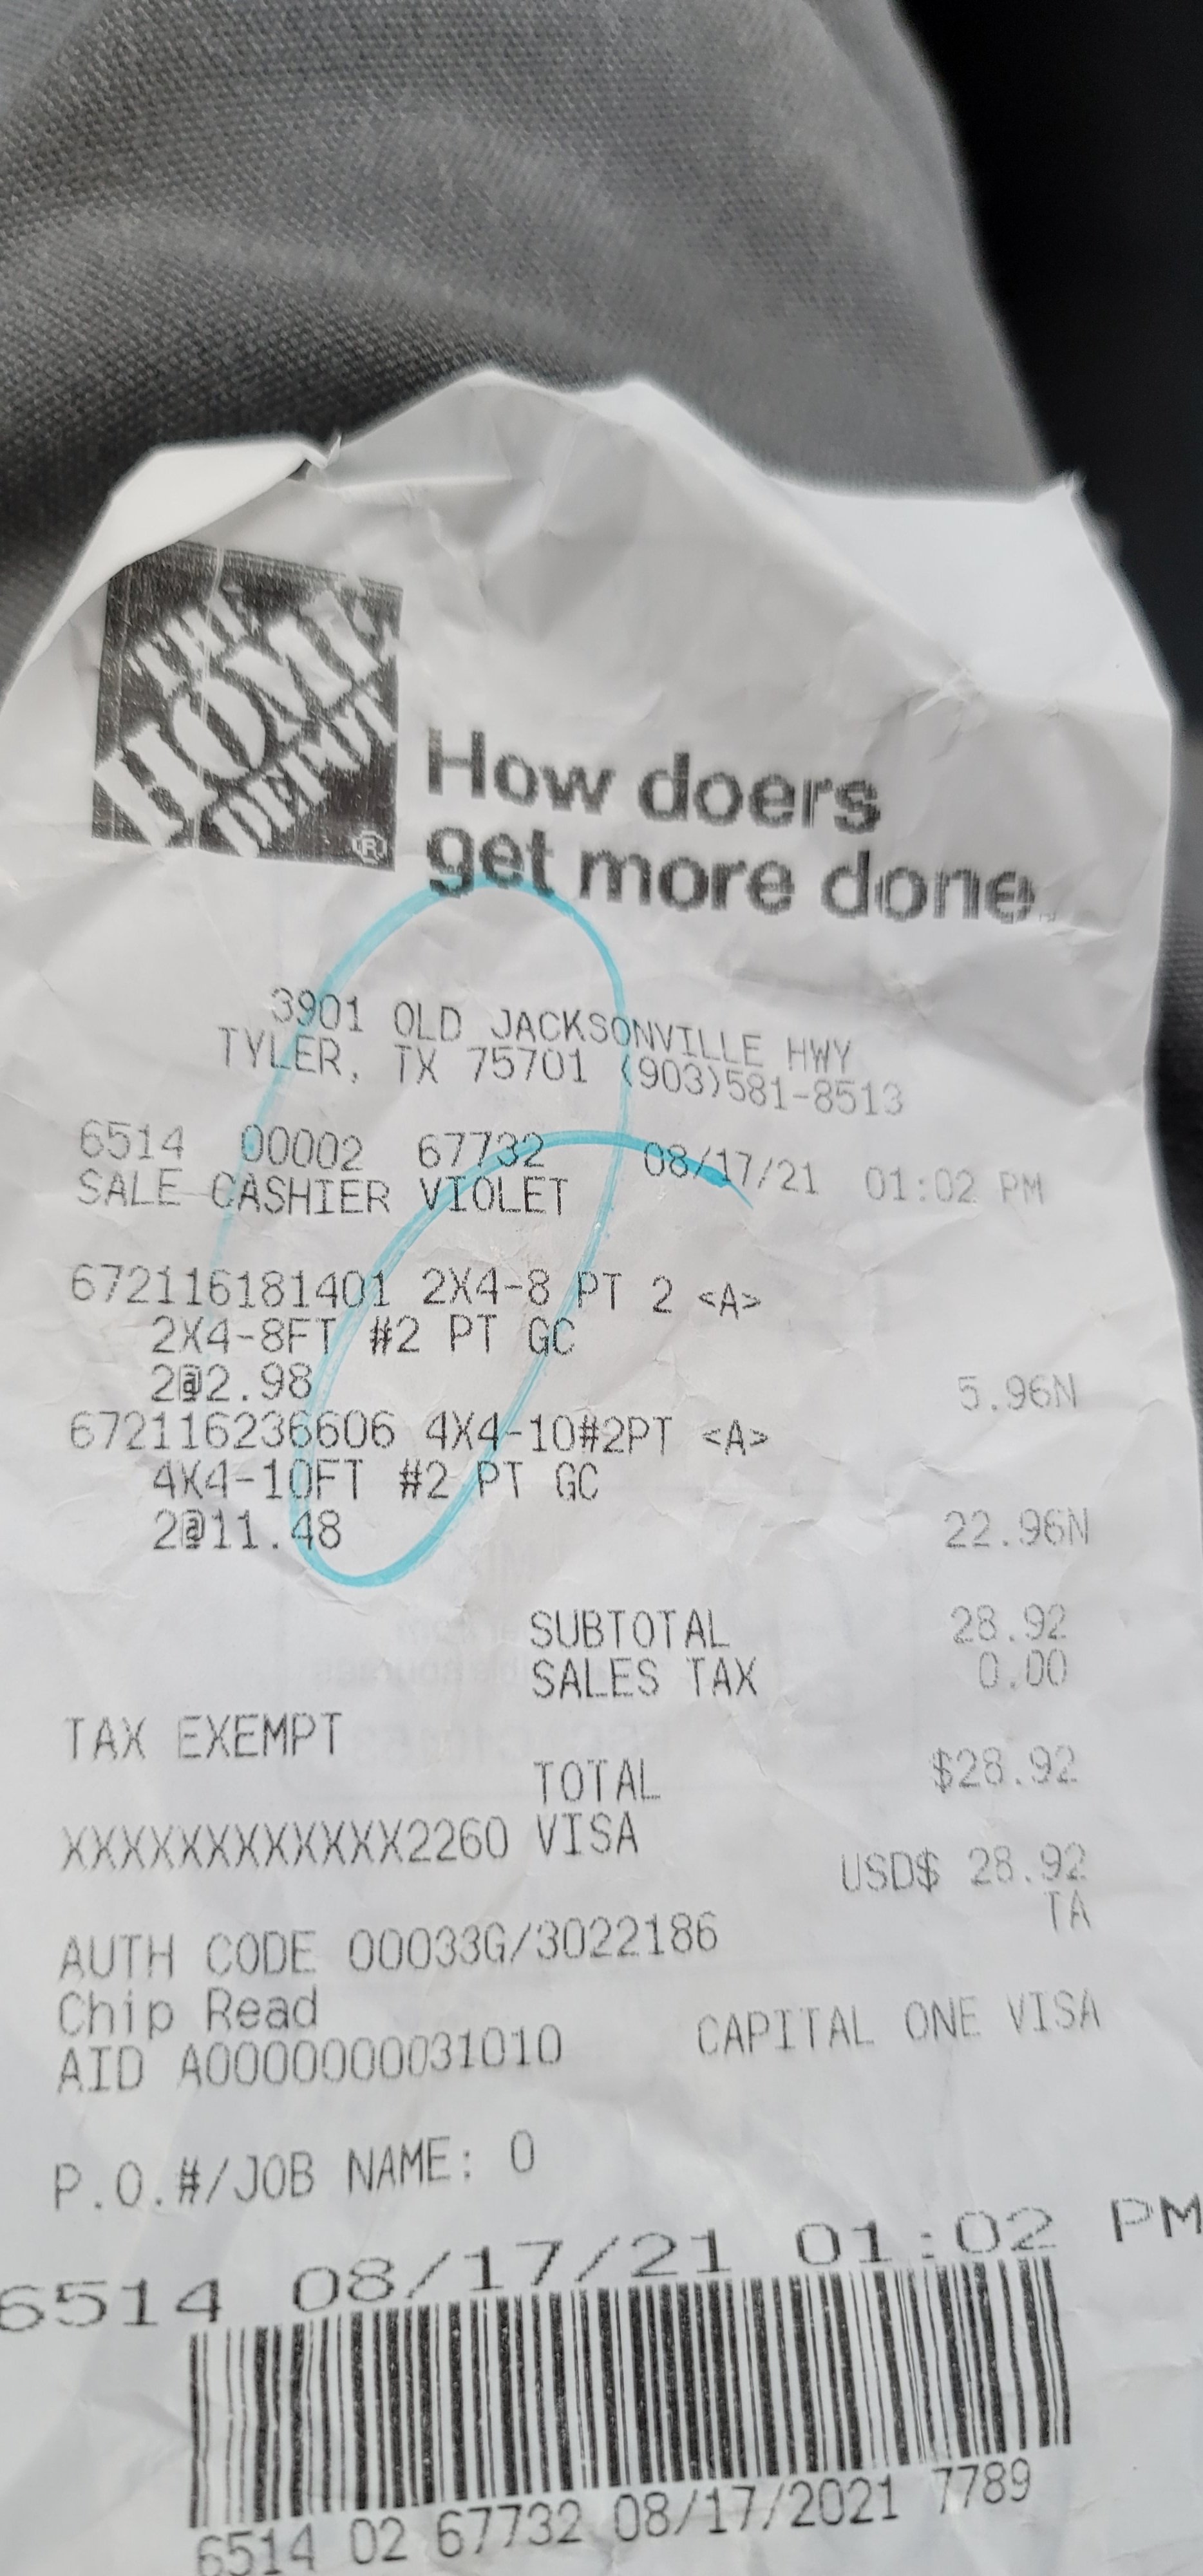 THE
HOME
DEPOT
®
How doers
get more done.
3901 OLD JACKSONVILLE HWY
TYLER, TX 75701 (903)581-8513
6514 00002 67732 08/17/21 01:02 PM
SALE CASHIER VIOLET
672116181401 2X4-8 PT 2 <A>
2X4-8FT #2 PT GC
2@2.98 5.96N
672116236606 4X4-10#2PT <A>
4X4-10FT #2 PT GC
2@11.48 22.96N
SUBTOTAL 28.92
SALES TAX 0.00
TAX EXEMPT
TOTAL $28.92
XXXXXXXXXXXX2260 VISA
USD$ 28.92
AUTH CODE 00033G/3022186 TA
Chip Read
AID A0000000031010 CAPITAL ONE VISA
P.O.#/JOB NAME: 0
6514 08/17/21 01:02 PM
6514 02 67732 08/17/2021 7789